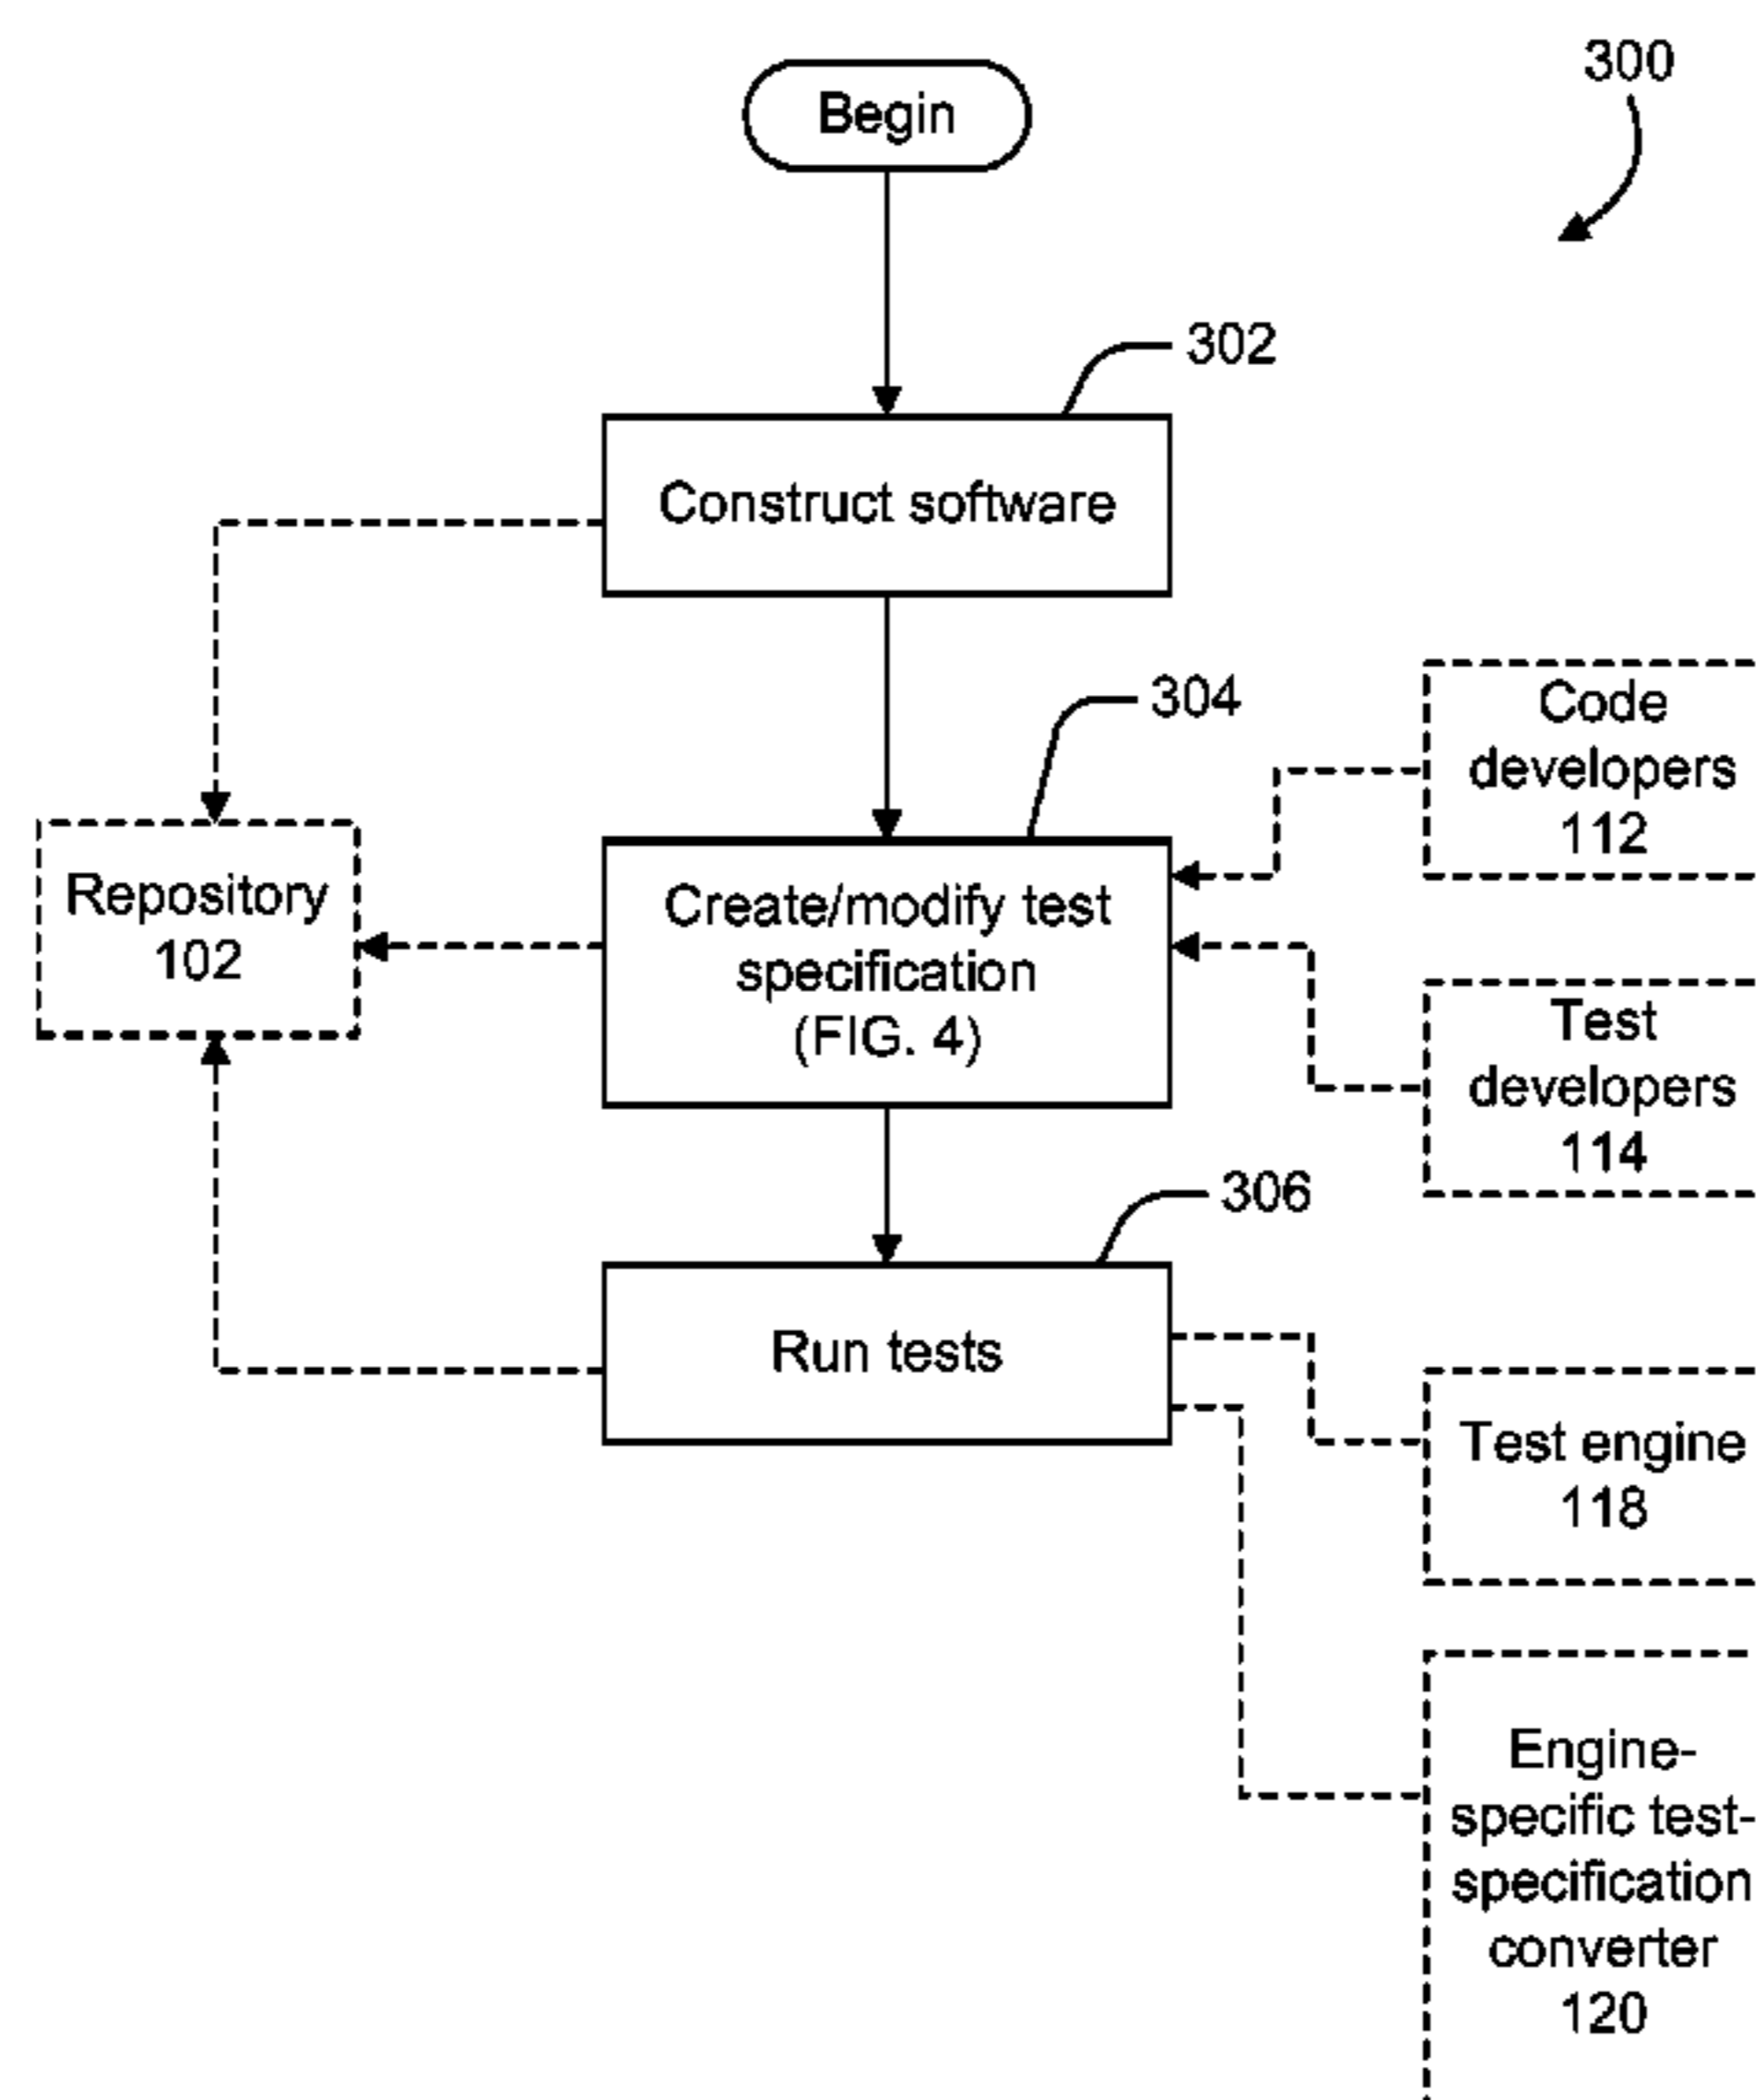 300
Begin
302
Construct software
304
Code
developers
112
Repository
102
Create/modify test
specification
(FIG. 4)
Test
developers
114
306
Run tests
Test engine
118
Engine-
specific test-
specification
converter
120